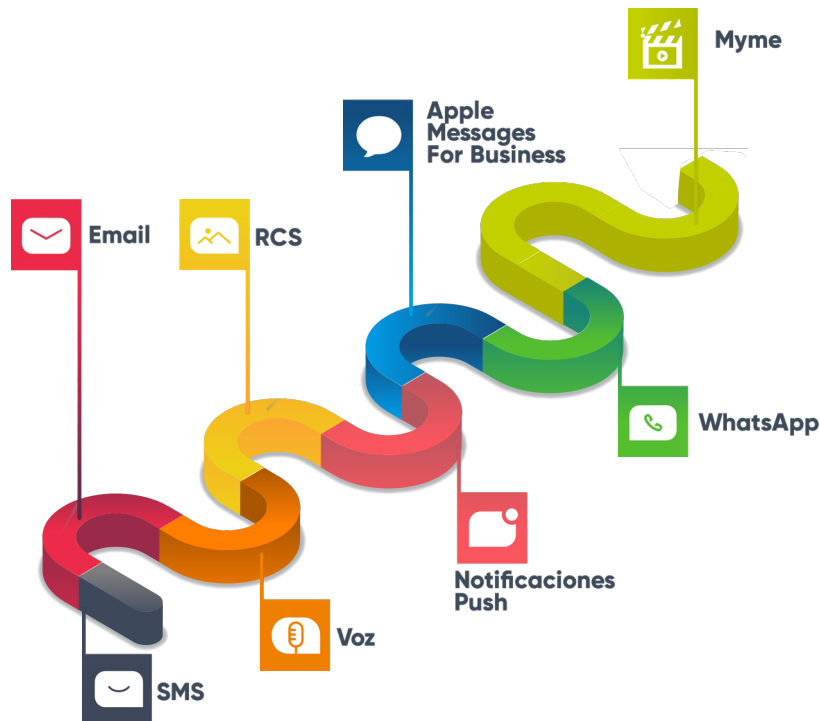 Myme
Apple
Messages
For Business
Email
RCS
WhatsApp
Notificaciones
Push
Voz
SMS